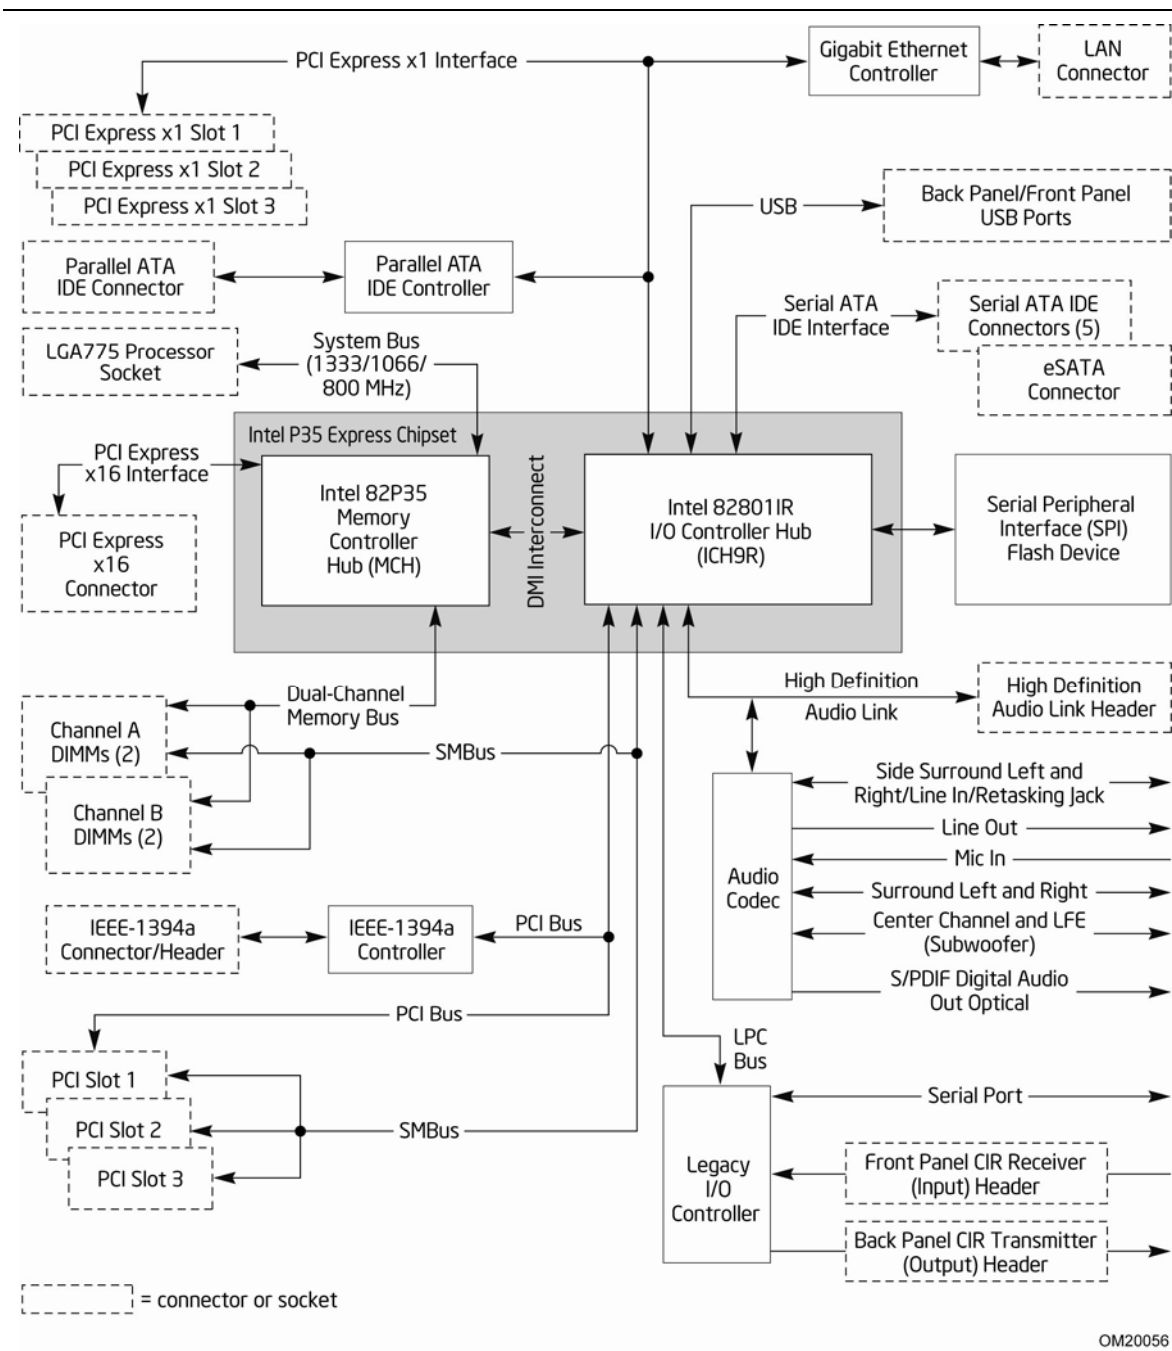 PCI Express x1 Interface
Gigabit Ethernet
Controller
LAN
Connector
PCI Express x1 Slot 1
PCI Express x1 Slot 2
PCI Express x1 Slot 3
USB
Back Panel/Front Panel
USB Ports
Parallel ATA
IDE Connector
Parallel ATA
IDE Controller
Serial ATA
IDE Interface
Serial ATA IDE
Connectors (5)
eSATA
Connector
LGA775 Processor
Socket
System Bus
(1333/1066/
800 MHz)
Intel P35 Express Chipset
PCI Express
x16 Interface
PCI Express
x16
Connector
Intel 82P35
Memory
Controller
Hub (MCH)
DMI Interconnect
Intel 82801IR
I/O Controller Hub
(ICH9R)
Serial Peripheral
Interface (SPI)
Flash Device
Dual-Channel
Memory Bus
High Definition
Audio Link
High Definition
Audio Link Header
Channel A
DIMMs (2)
SMBus
Channel B
DIMMs (2)
Audio
Codec
Side Surround Left and
Right/Line In/Retasking Jack
Line Out
Mic In
Surround Left and Right
Center Channel and LFE
(Subwoofer)
S/PDIF Digital Audio
Out Optical
IEEE-1394a
Connector/Header
IEEE-1394a
Controller
PCI Bus
PCI Bus
LPC
Bus
PCI Slot 1
PCI Slot 2
PCI Slot 3
SMBus
Legacy
I/O
Controller
Serial Port
Front Panel CIR Receiver
(Input) Header
Back Panel CIR Transmitter
(Output) Header
= connector or socket
OM20056